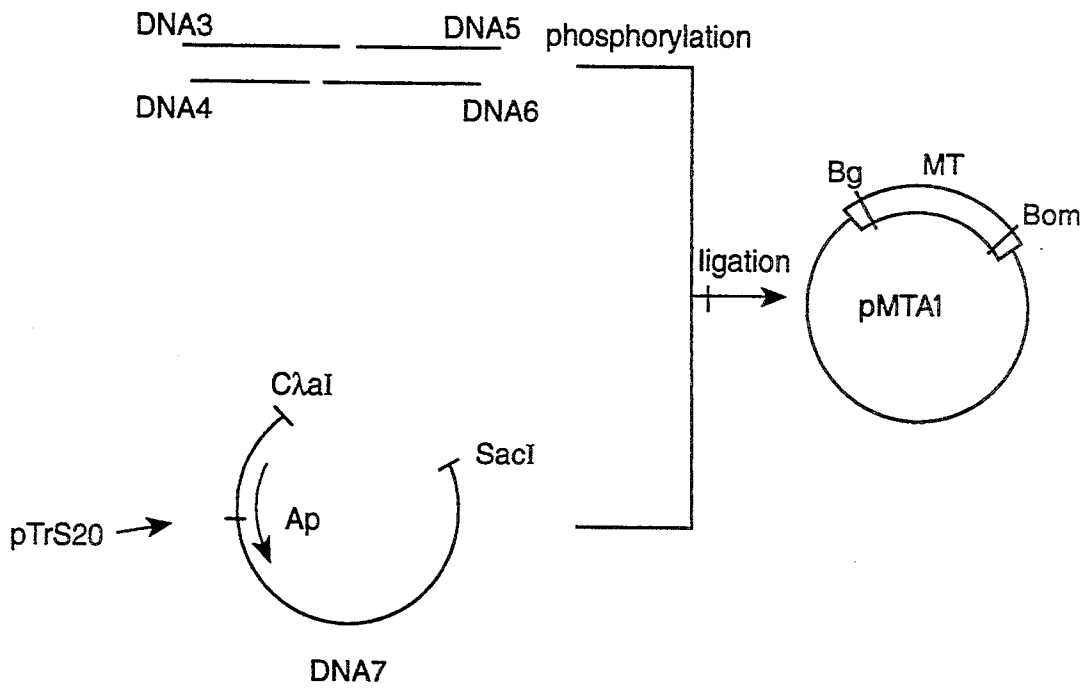 DNA3
DNA5
phosphorylation
DNA4
DNA6
Bg
MT
Bom
ligation
pMTA1
CλaI
SacI
Ap
pTrS20
DNA7